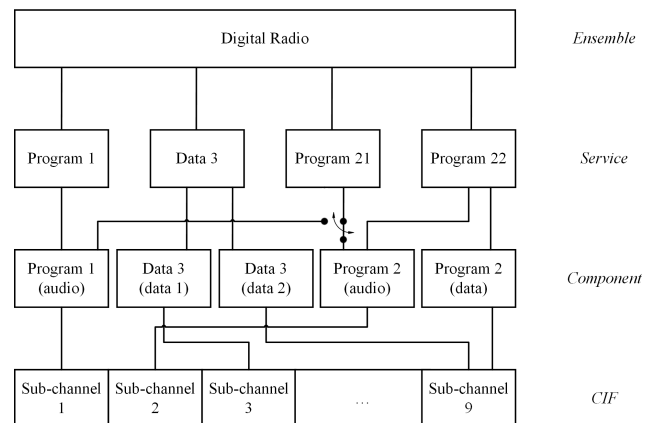 Digital Radio
Ensemble
Program 1
Data 3
Program 21
Program 22
Service
Program 1
(audio)
Data 3
(data 1)
Data 3
(data 2)
Program 2
(audio)
Program 2
(data)
Component
Sub-channel
1
Sub-channel
2
Sub-channel
3
...
Sub-channel
9
CIF